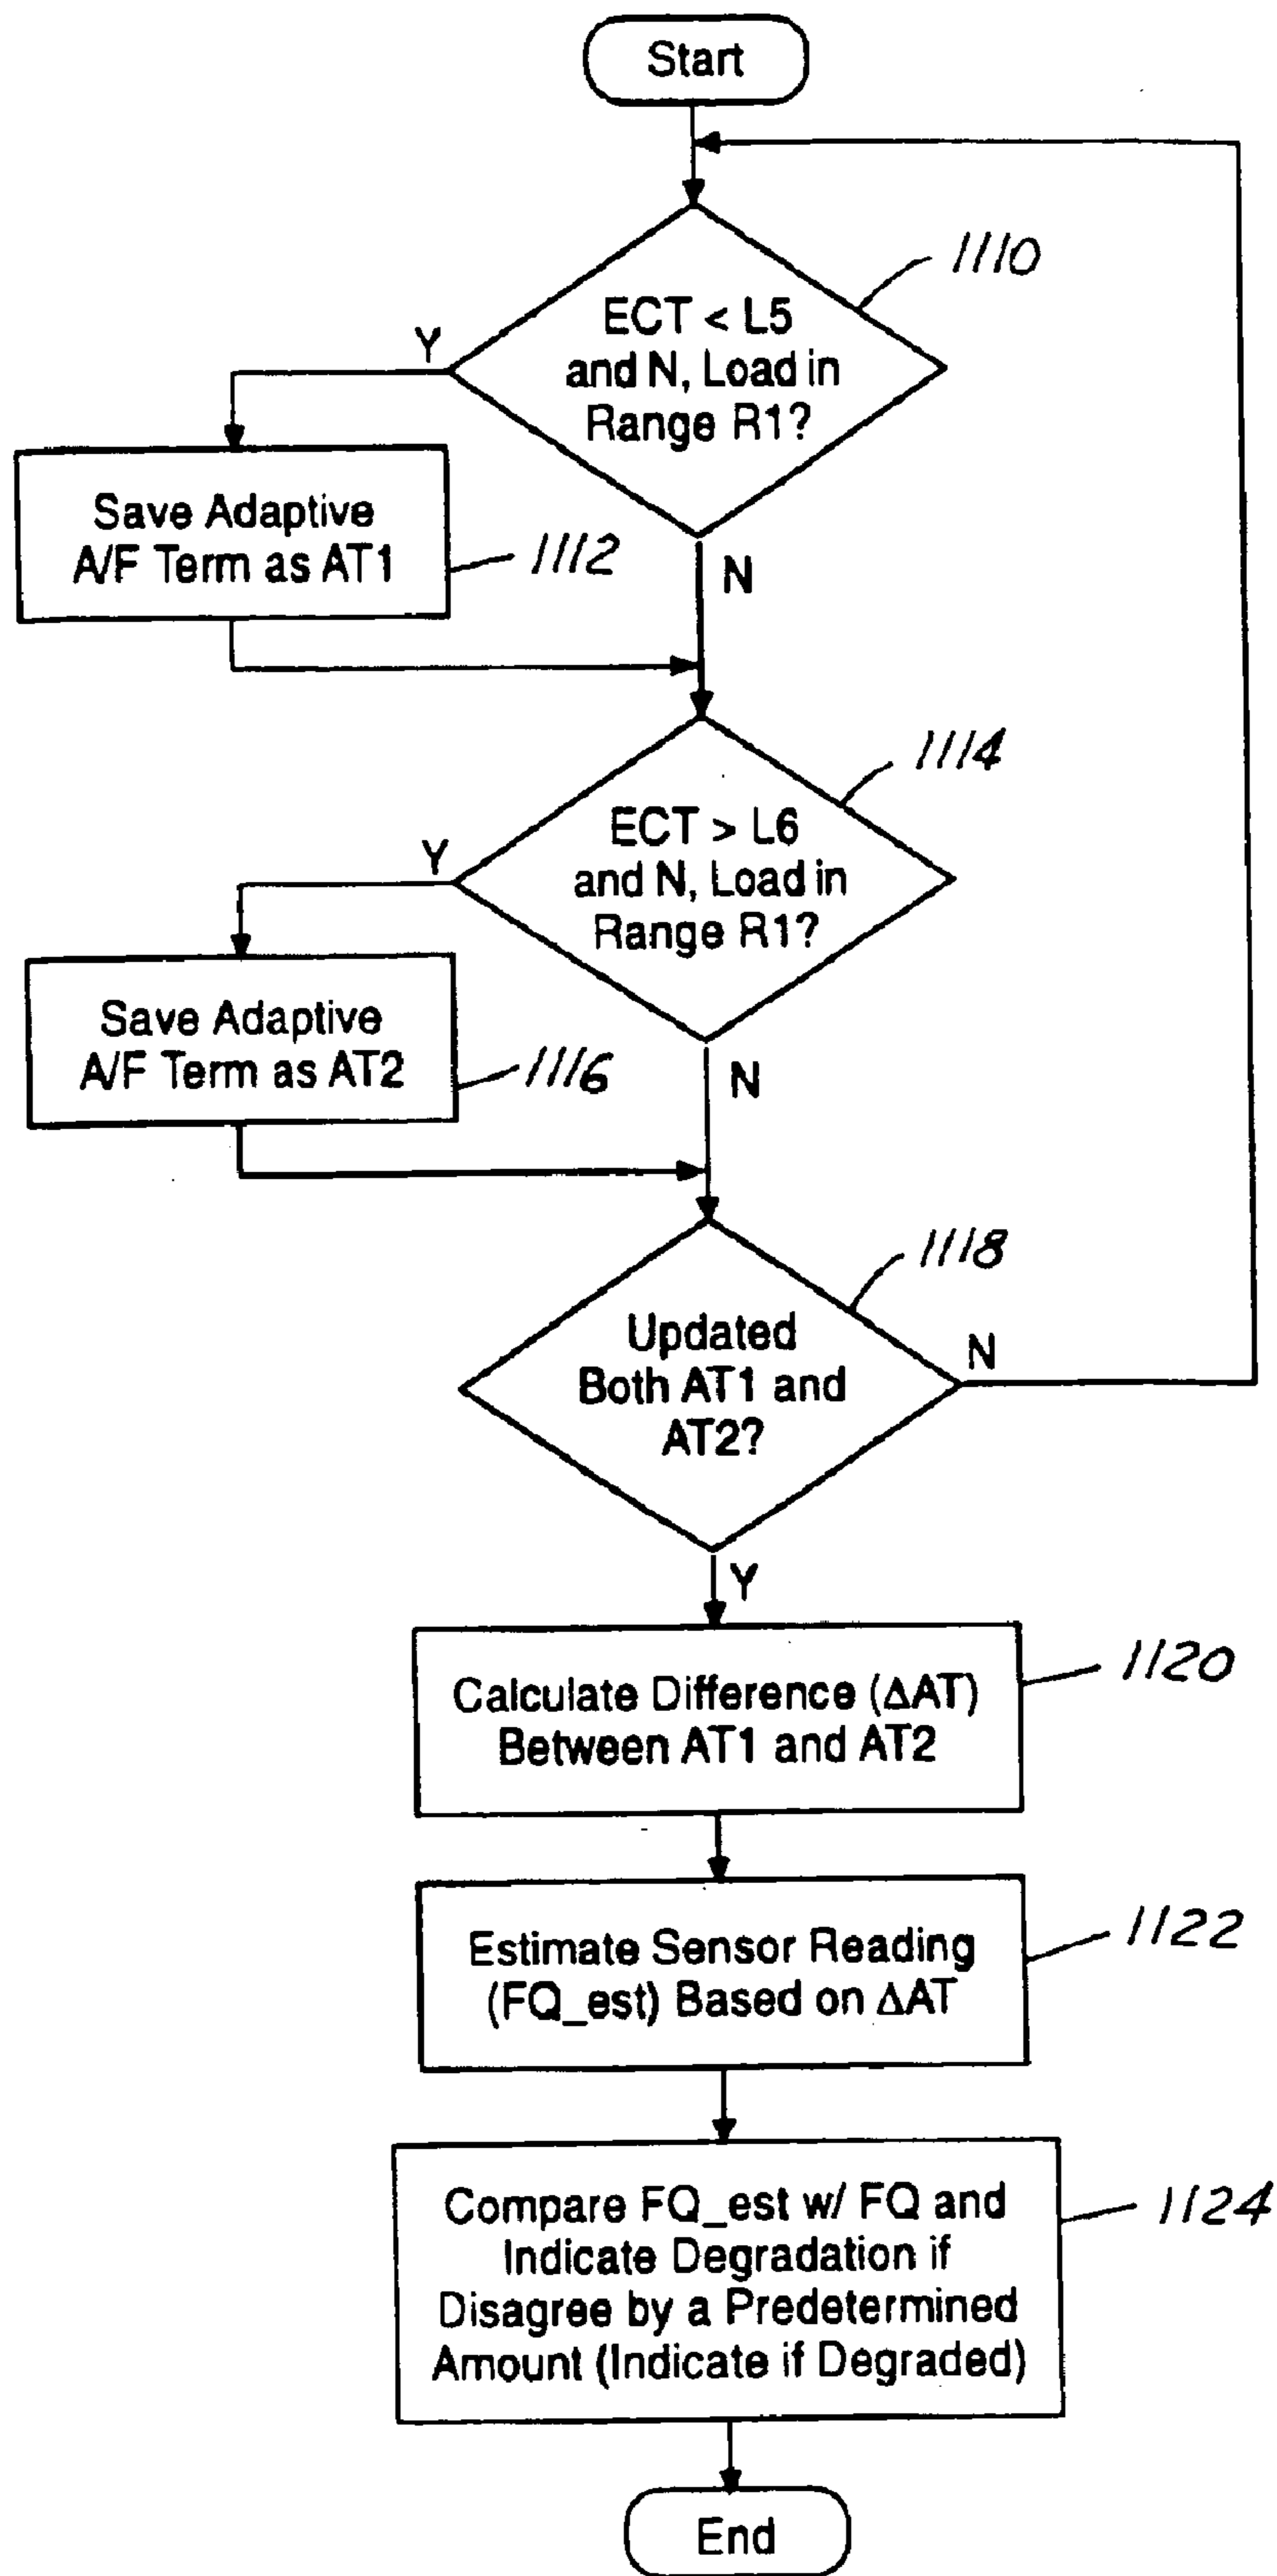 Start
1110
ECT < L5
and N, Load in
Range R1?
Y
Save Adaptive
A/F Term as AT1
1112
N
1114
ECT > L6
and N, Load in
Range R1?
Y
Save Adaptive
A/F Term as AT2
1116
N
1118
Updated
Both AT1 and
AT2?
N
Y
1120
Calculate Difference (ΔAT)
Between AT1 and AT2
1122
Estimate Sensor Reading
(FQ_est) Based on ΔAT
1124
Compare FQ_est w/ FQ and
Indicate Degradation if
Disagree by a Predetermined
Amount (Indicate if Degraded)
End